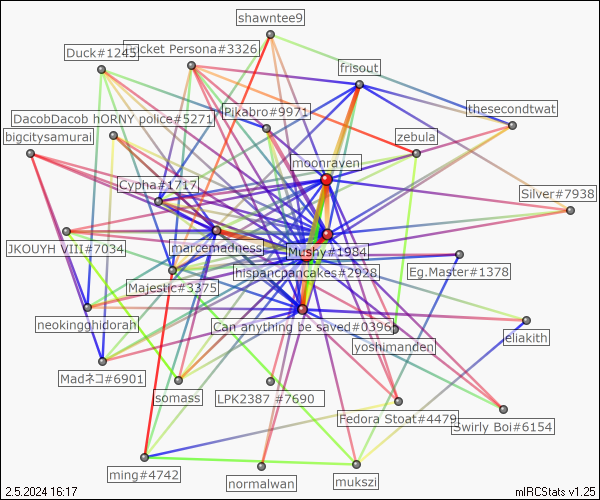 shawntee9
Duck#1245
Cricket Persona#3326
frisout
DacobDacob hORNY police#5271
Pikabro#9971
thesecondtwat
bigcitysamurai
zebula
moonraven
Cypha#1717
Silver#7938
JKOUYH VIII#7034
marcemadness
Mushy#1984
hispancpancakes#2928
Eg.Master#1378
Majestic#3375
neokingghidorah
Can anything be saved#0396
yoshimanden
eliakith
Madネコ#6901
somass
LPK2387 #7690
Fedora Stoat#4479
Swirly Boi#6154
ming#4742
normalwan
mukszi
2.5.2024 16:17
mIRCStats v1.25